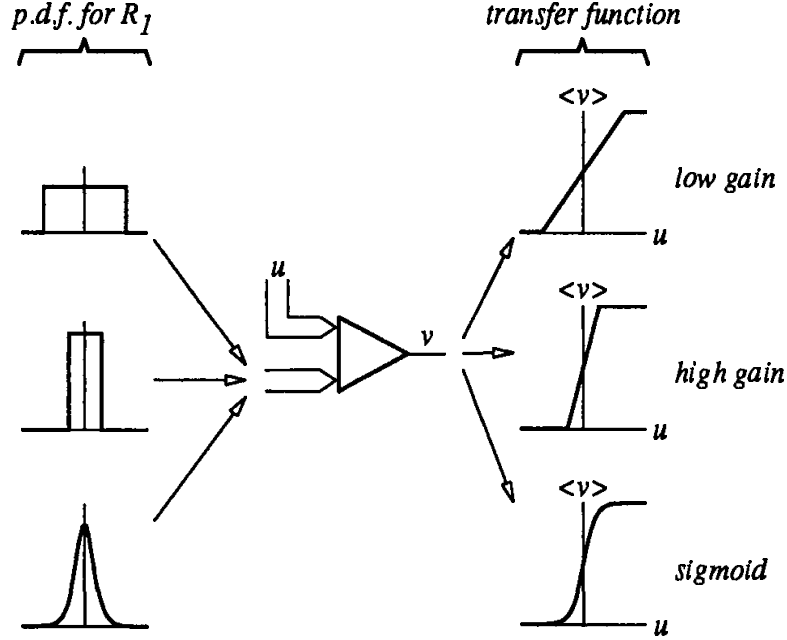 p.d.f. for R1
transfer function
<v>
low gain
u
u
<v>
v
high gain
u
<v>
sigmoid
u